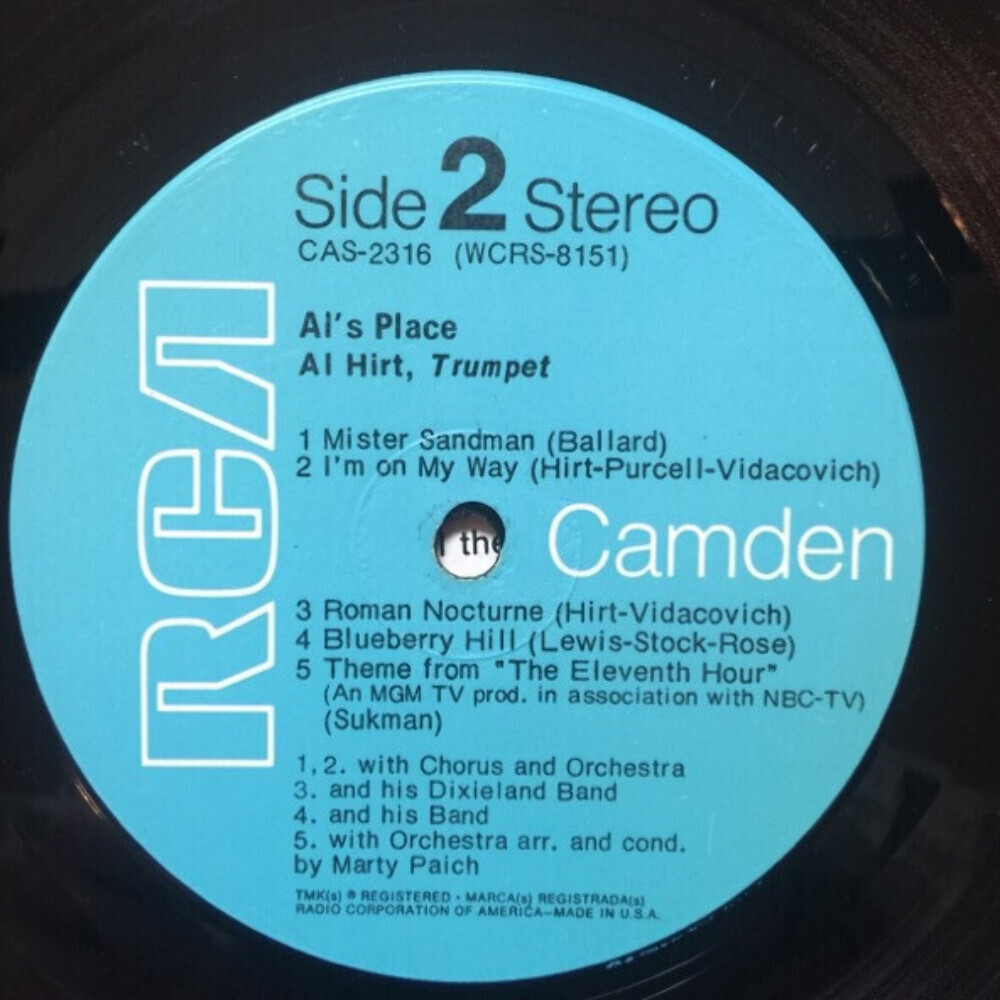 Side 2 Stereo
CAS-2316 (WCRS-8151)
Al's Place
Al Hirt, Trumpet
1 Mister Sandman (Ballard)
2 I'm on My Way (Hirt-Purcell-Vidacovich)
RCA
Camden
the
3 Roman Nocturne (Hirt-Vidacovich)
4 Blueberry Hill (Lewis-Stock-Rose)
5 Theme from "The Eleventh Hour"
(An MGM TV prod. in association with NBC-TV)
(Sukman)
1,2. with Chorus and Orchestra
3. and his Dixieland Band
4. and his Band
5. with Orchestra arr. and cond.
by Marty Paich
TMK(s) ® REGISTERED • MARCA(s) REGISTRADA(s)
RADIO CORPORATION OF AMERICA—MADE IN U.S.A.